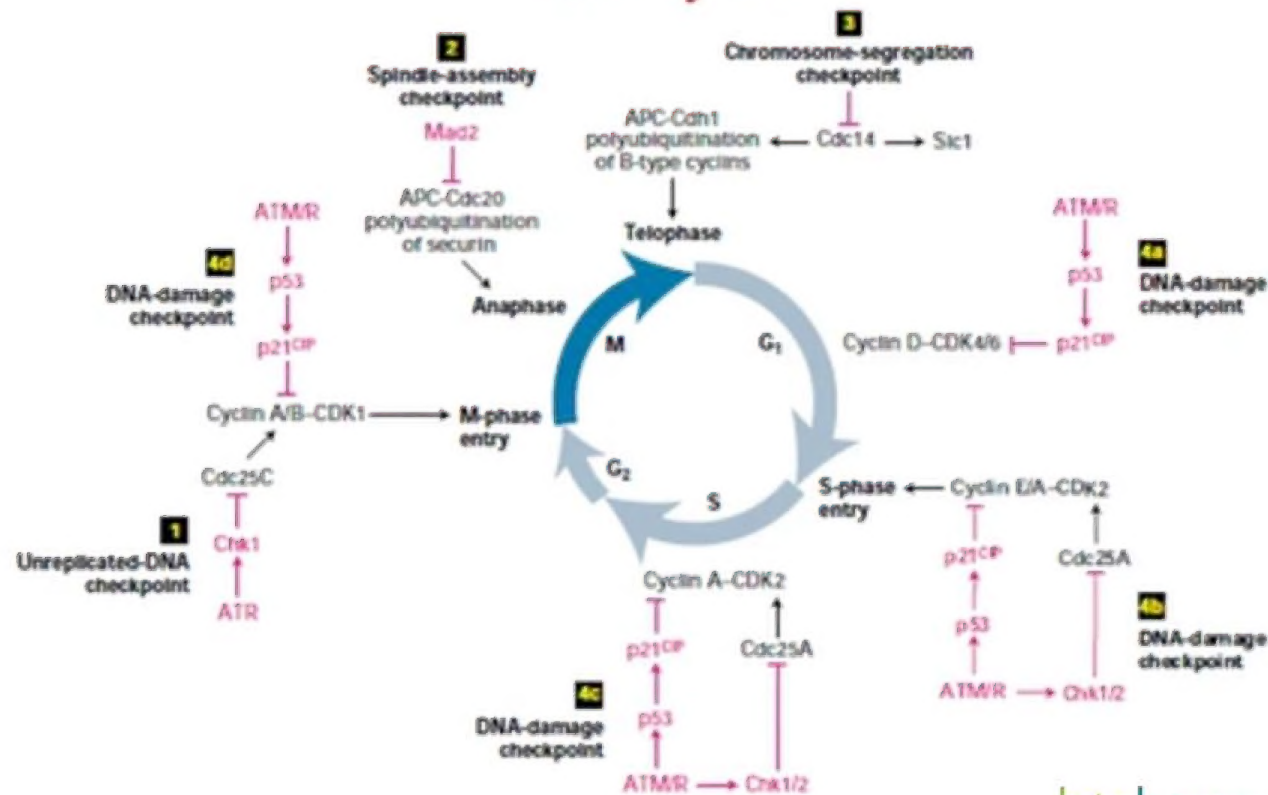 3
Chromosome-segregation
checkpoint
2
Spindle-assembly
checkpoint
Mad2
APC-Cdc20
polyubiquitination
of securin
Anaphase
APC-Cdh1
polyubiquitination
of B-type cyclins
Cdc14
Sic1
Telophase
ATM/R
4d
DNA-damage
checkpoint
p53
p21CIP
Cyclin A/B-CDK1
M-phase
entry
Cdc25C
1
Unreplicated-DNA
checkpoint
Chk1
ATR
M
G1
G2
S
ATM/R
4a
DNA-damage
checkpoint
p53
Cyclin D-CDK4/6
p21CIP
S-phase
entry
Cyclin E/A-CDK2
p21CIP
Cdc25A
p53
4b
DNA-damage
checkpoint
ATM/R
Chk1/2
Cyclin A-CDK2
p21CIP
Cdc25A
4c
DNA-damage
checkpoint
p53
ATM/R
Chk1/2